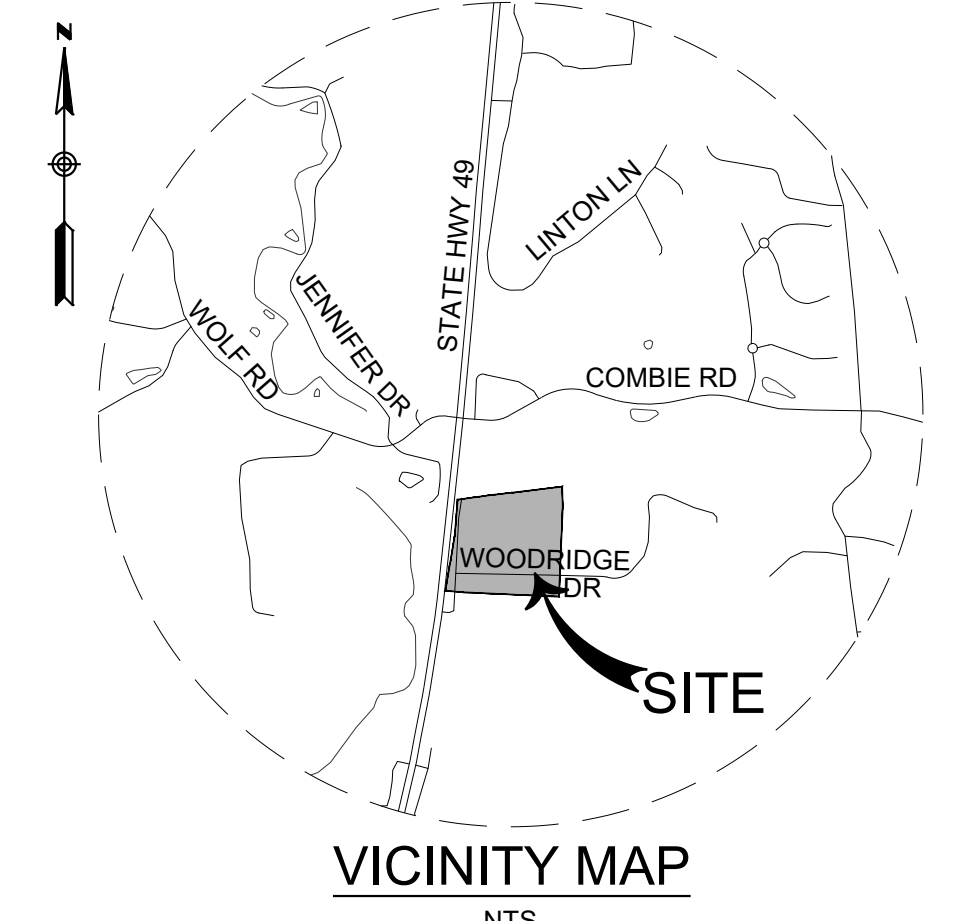 N
STATE HWY 49
LINTON LN
JENNIFER DR
WOLF RD
COMBIE RD
WOODRIDGE
DR
SITE
VICINITY MAP
NTS